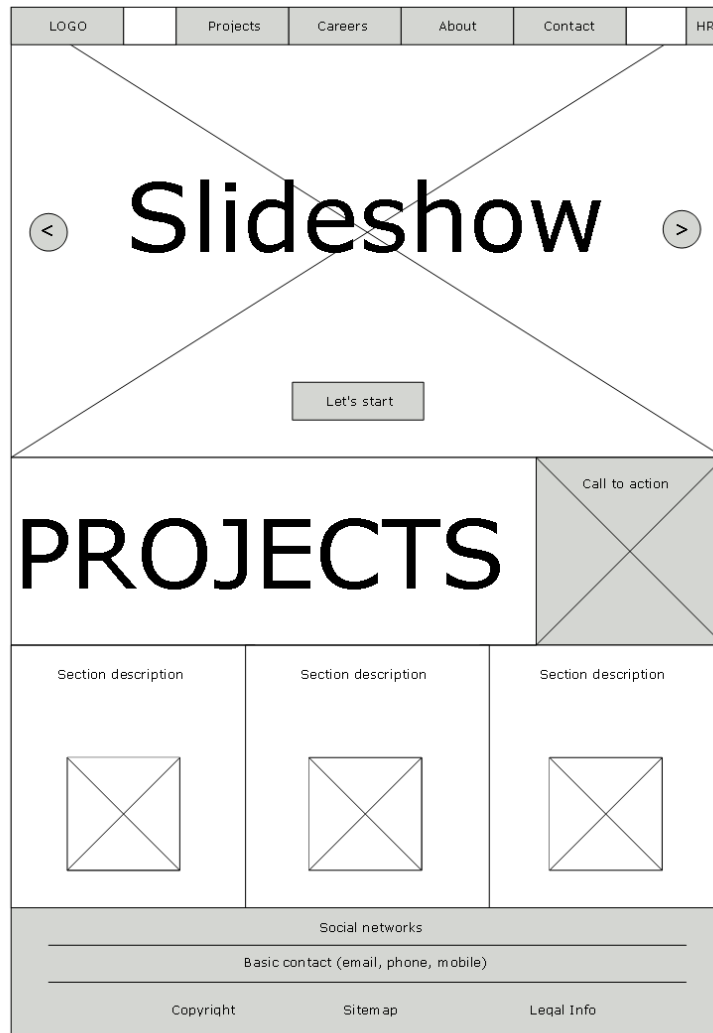 LOGO Projects Careers About Contact HR
Slideshow
< >
Let's start
PROJECTS
Call to action
Section description Section description Section description
Social networks
Basic contact (email, phone, mobile)
Copyright Sitemap Legal Info